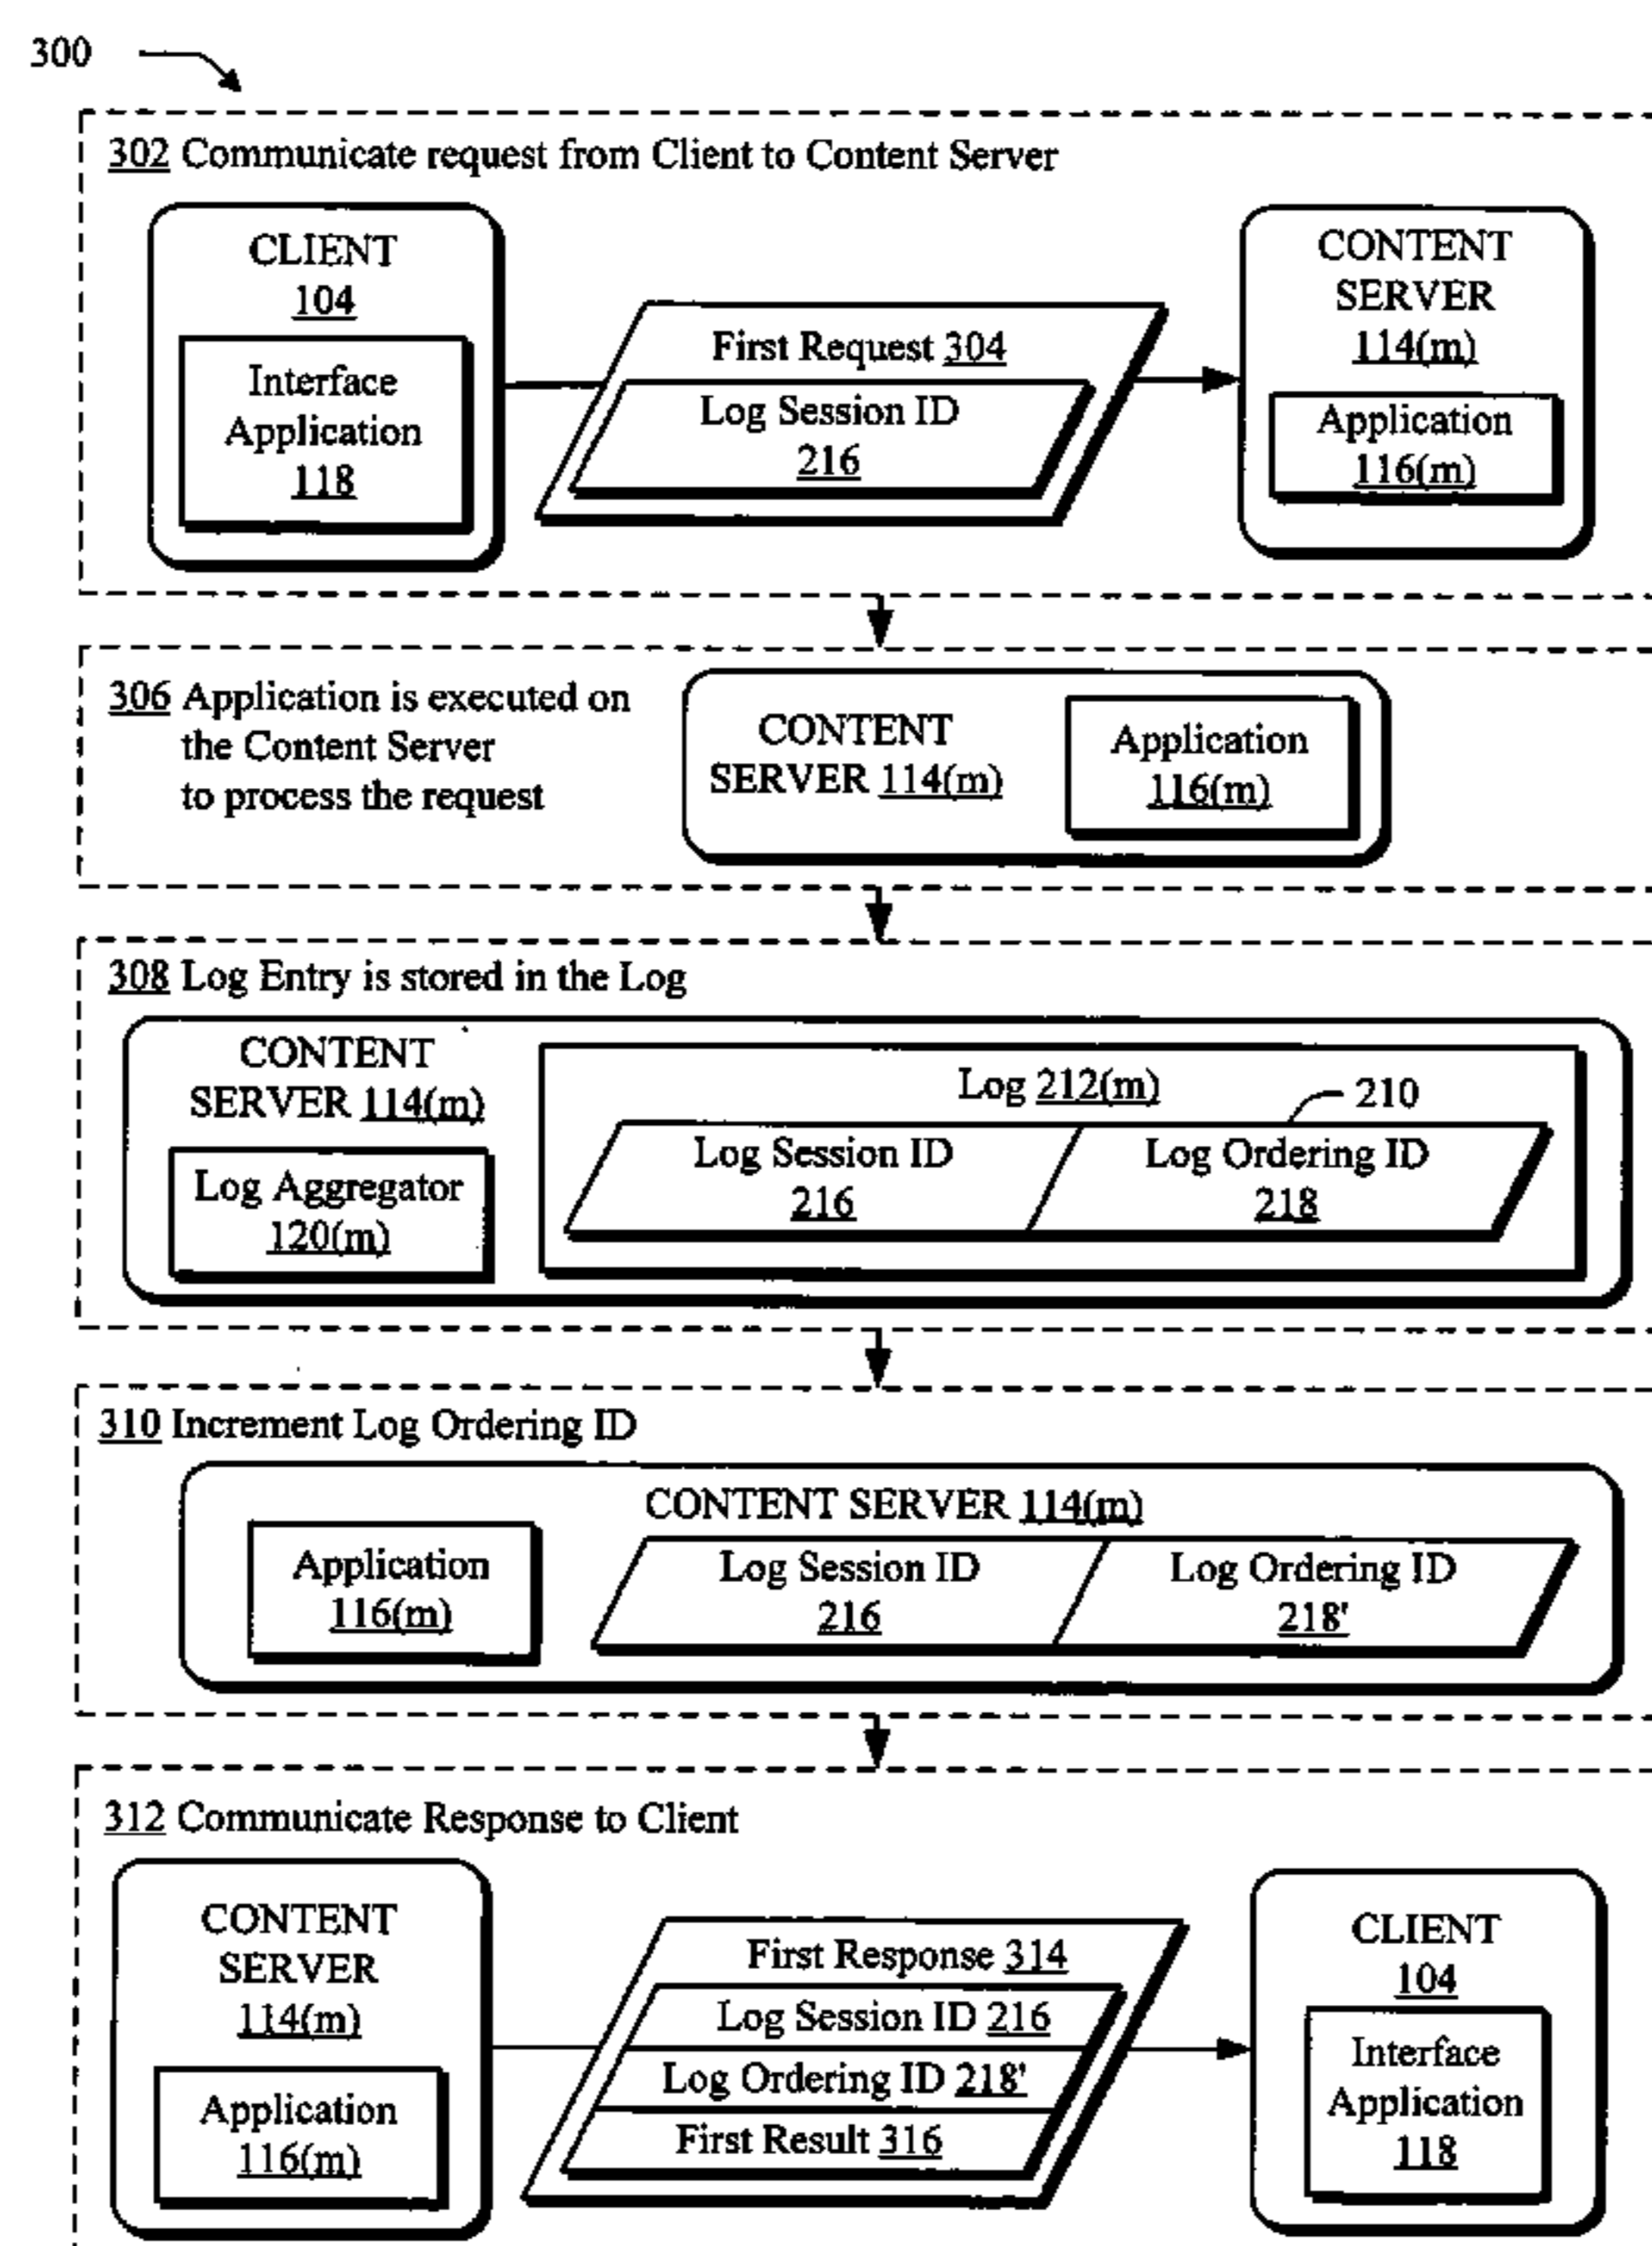 300
302 Communicate request from Client to Content Server
CLIENT
104
Interface
Application
118
First Request 304
Log Session ID
216
CONTENT
SERVER
114(m)
Application
116(m)
306 Application is executed on
the Content Server
to process the request
CONTENT
SERVER 114(m)
Application
116(m)
308 Log Entry is stored in the Log
CONTENT
SERVER 114(m)
Log Aggregator
120(m)
Log 212(m)
210
Log Session ID
216
Log Ordering ID
218
310 Increment Log Ordering ID
CONTENT SERVER 114(m)
Application
116(m)
Log Session ID
216
Log Ordering ID
218'
312 Communicate Response to Client
CONTENT
SERVER
114(m)
Application
116(m)
First Response 314
Log Session ID 216
Log Ordering ID 218'
First Result 316
CLIENT
104
Interface
Application
118